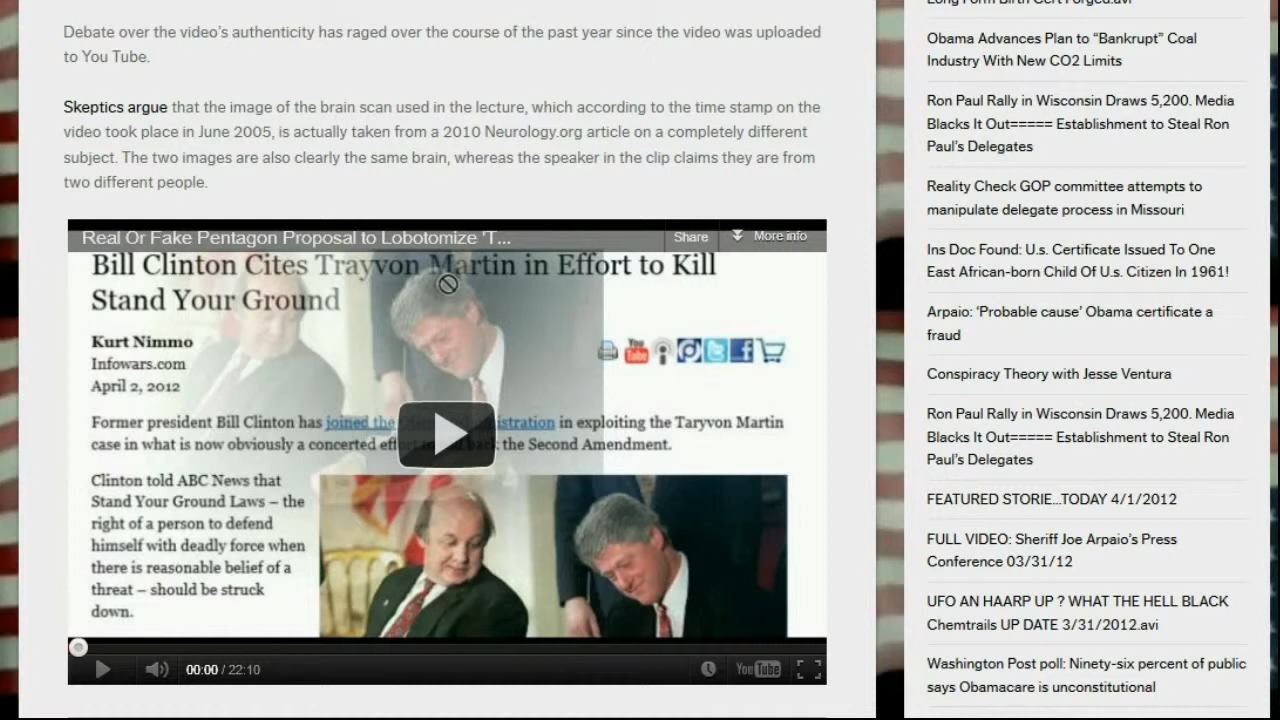 Debate over the video's authenticity has raged over the course of the past year since the video was uploaded
to You Tube.
Skeptics argue that the image of the brain scan used in the lecture, which according to the time stamp on the
video took place in June 2005, is actually taken from a 2010 Neurology.org article on a completely different
subject. The two images are also clearly the same brain, whereas the speaker in the clip claims they are from
two different people.
Real Or Fake Pentagon Proposal to Lobotomize 'T...
Share
More info
Bill Clinton Cites Trayvon Martin in Effort to Kill
Stand Your Ground
Kurt Nimmo
Infowars.com
April 2, 2012
You Tube
Former president Bill Clinton has joined the in exploiting the Taryvon Martin
case in what is now obviously a concerted back the Second Amendment.
Clinton told ABC News that
Stand Your Ground Laws – the
right of a person to defend
himself with deadly force when
there is reasonable belief of a
threat – should be struck
down.
00:00 / 22:10
YouTube
Obama Advances Plan to “Bankrupt” Coal
Industry With New CO2 Limits
Ron Paul Rally in Wisconsin Draws 5,200. Media
Blacks It Out===== Establishment to Steal Ron
Paul's Delegates
Reality Check GOP committee attempts to
manipulate delegate process in Missouri
Ins Doc Found: U.s. Certificate Issued To One
East African-born Child Of U.s. Citizen In 1961!
Arpaio: ‘Probable cause’ Obama certificate a
fraud
Conspiracy Theory with Jesse Ventura
Ron Paul Rally in Wisconsin Draws 5,200. Media
Blacks It Out===== Establishment to Steal Ron
Paul's Delegates
FEATURED STORIE...TODAY 4/1/2012
FULL VIDEO: Sheriff Joe Arpaio's Press
Conference 03/31/12
UFO AN HAARP UP ? WHAT THE HELL BLACK
Chemtrails UP DATE 3/31/2012.avi
Washington Post poll: Ninety-six percent of public
says Obamacare is unconstitutional